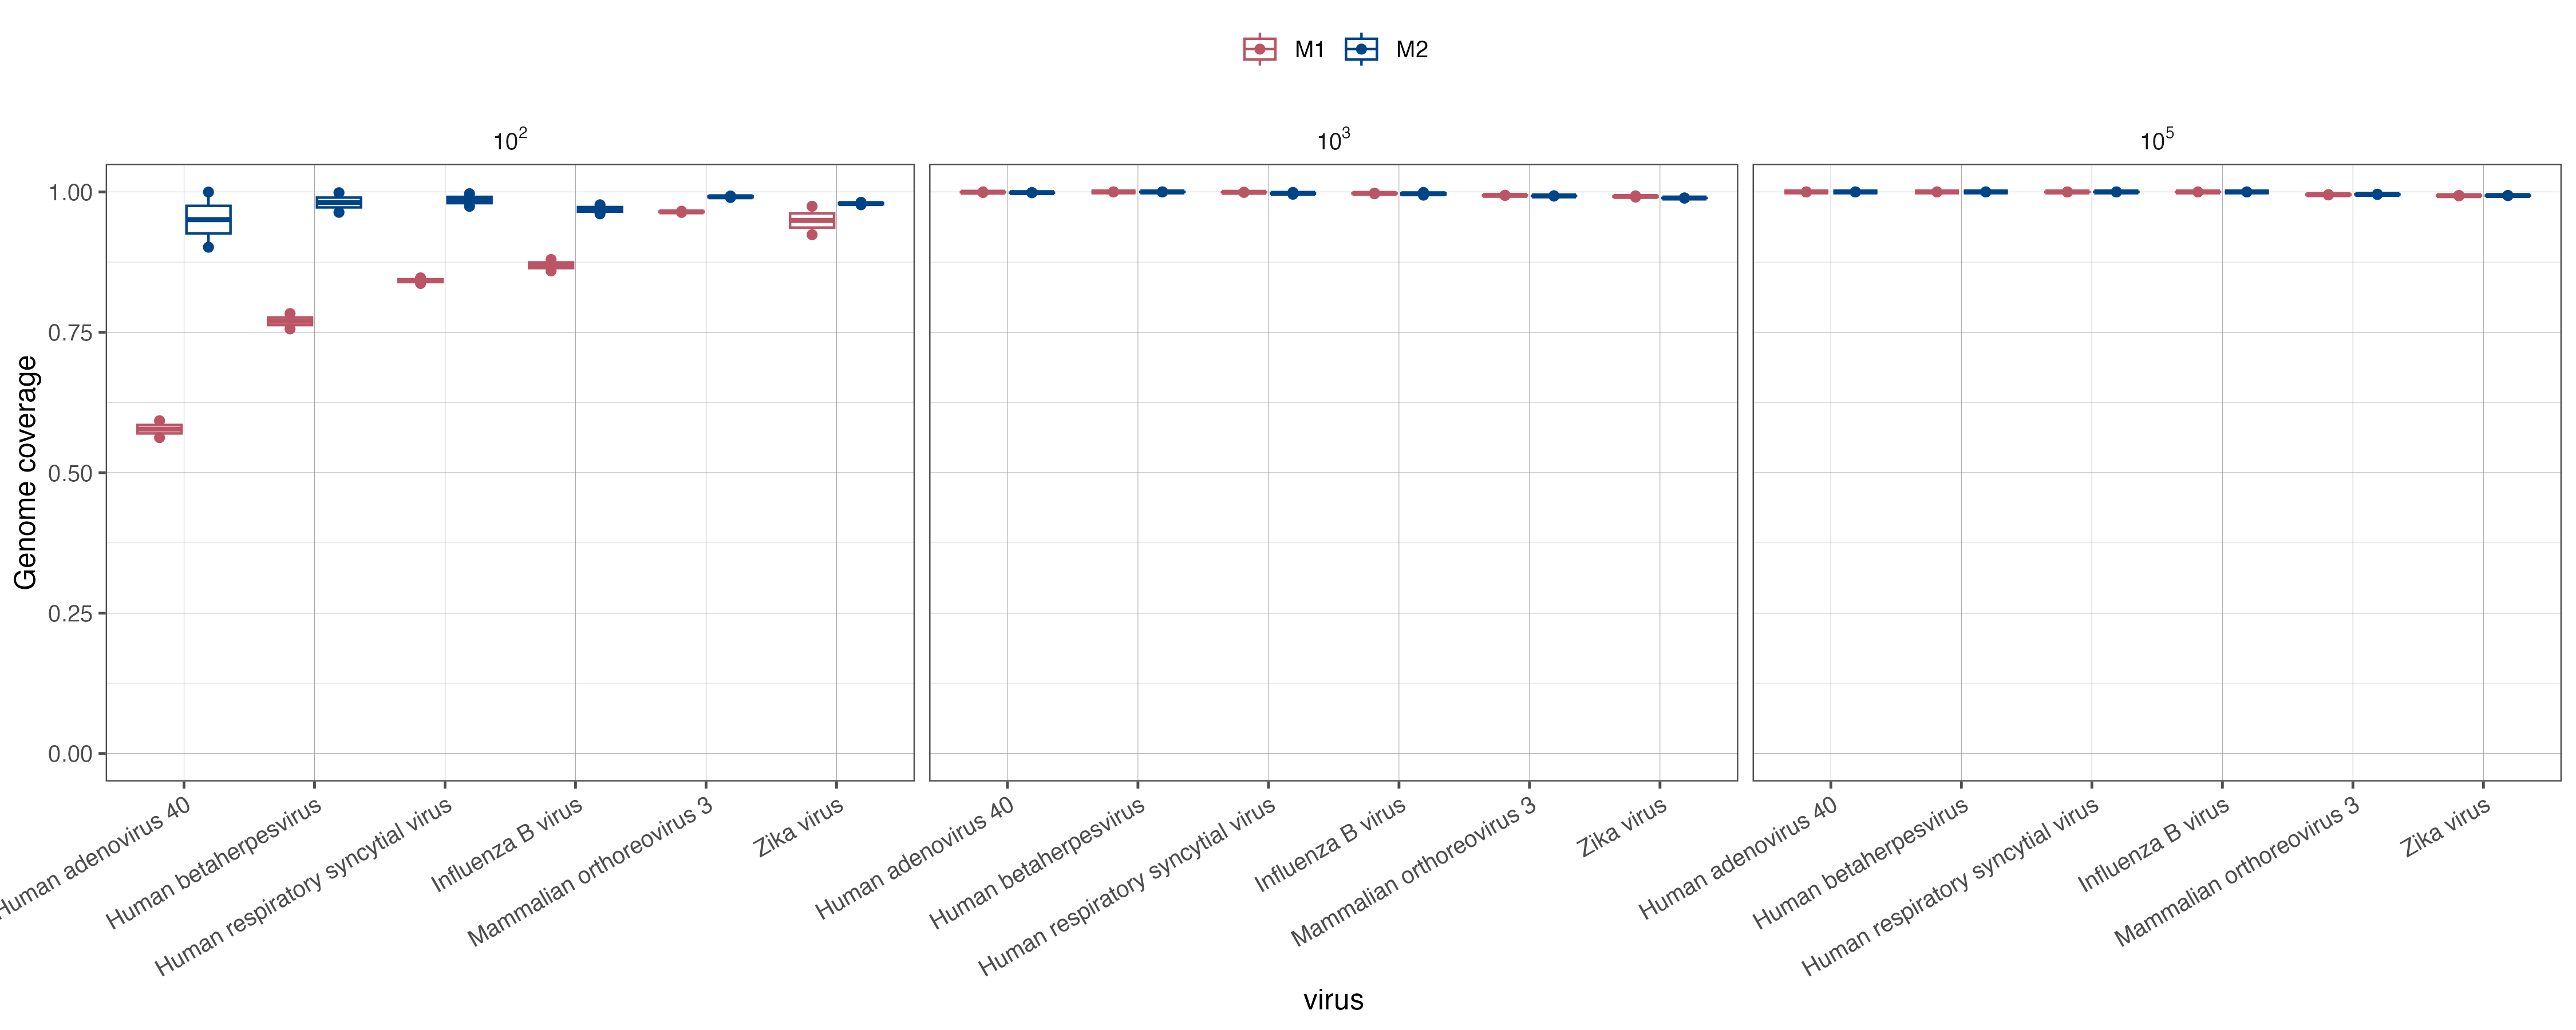 M1 M2
10² 10³ 10⁵
Genome coverage
1.00
0.75
0.50
0.25
0.00
Human adenovirus 40
Human betaherpesvirus
Human respiratory syncytial virus
Influenza B virus
Mammalian orthoreovirus 3
Zika virus
Human adenovirus 40
Human betaherpesvirus
Human respiratory syncytial virus
Influenza B virus
Mammalian orthoreovirus 3
Zika virus
Human adenovirus 40
Human betaherpesvirus
Human respiratory syncytial virus
Influenza B virus
Mammalian orthoreovirus 3
Zika virus
virus